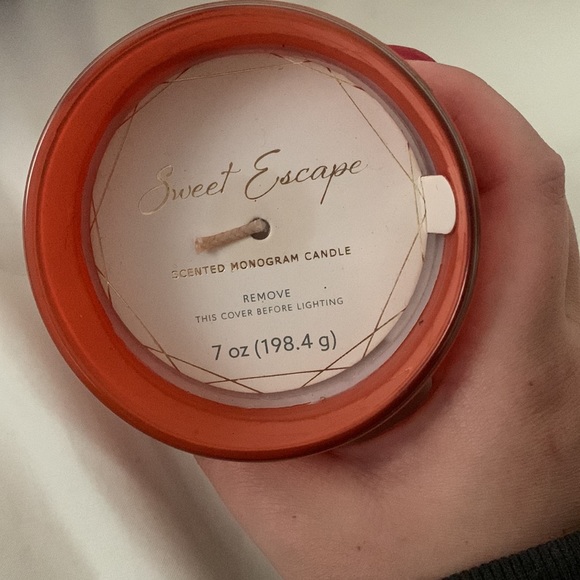 Sweet Escape
SCENTED MONOGRAM CANDLE
REMOVE
THIS COVER BEFORE LIGHTING
7 oz (198.4 g)